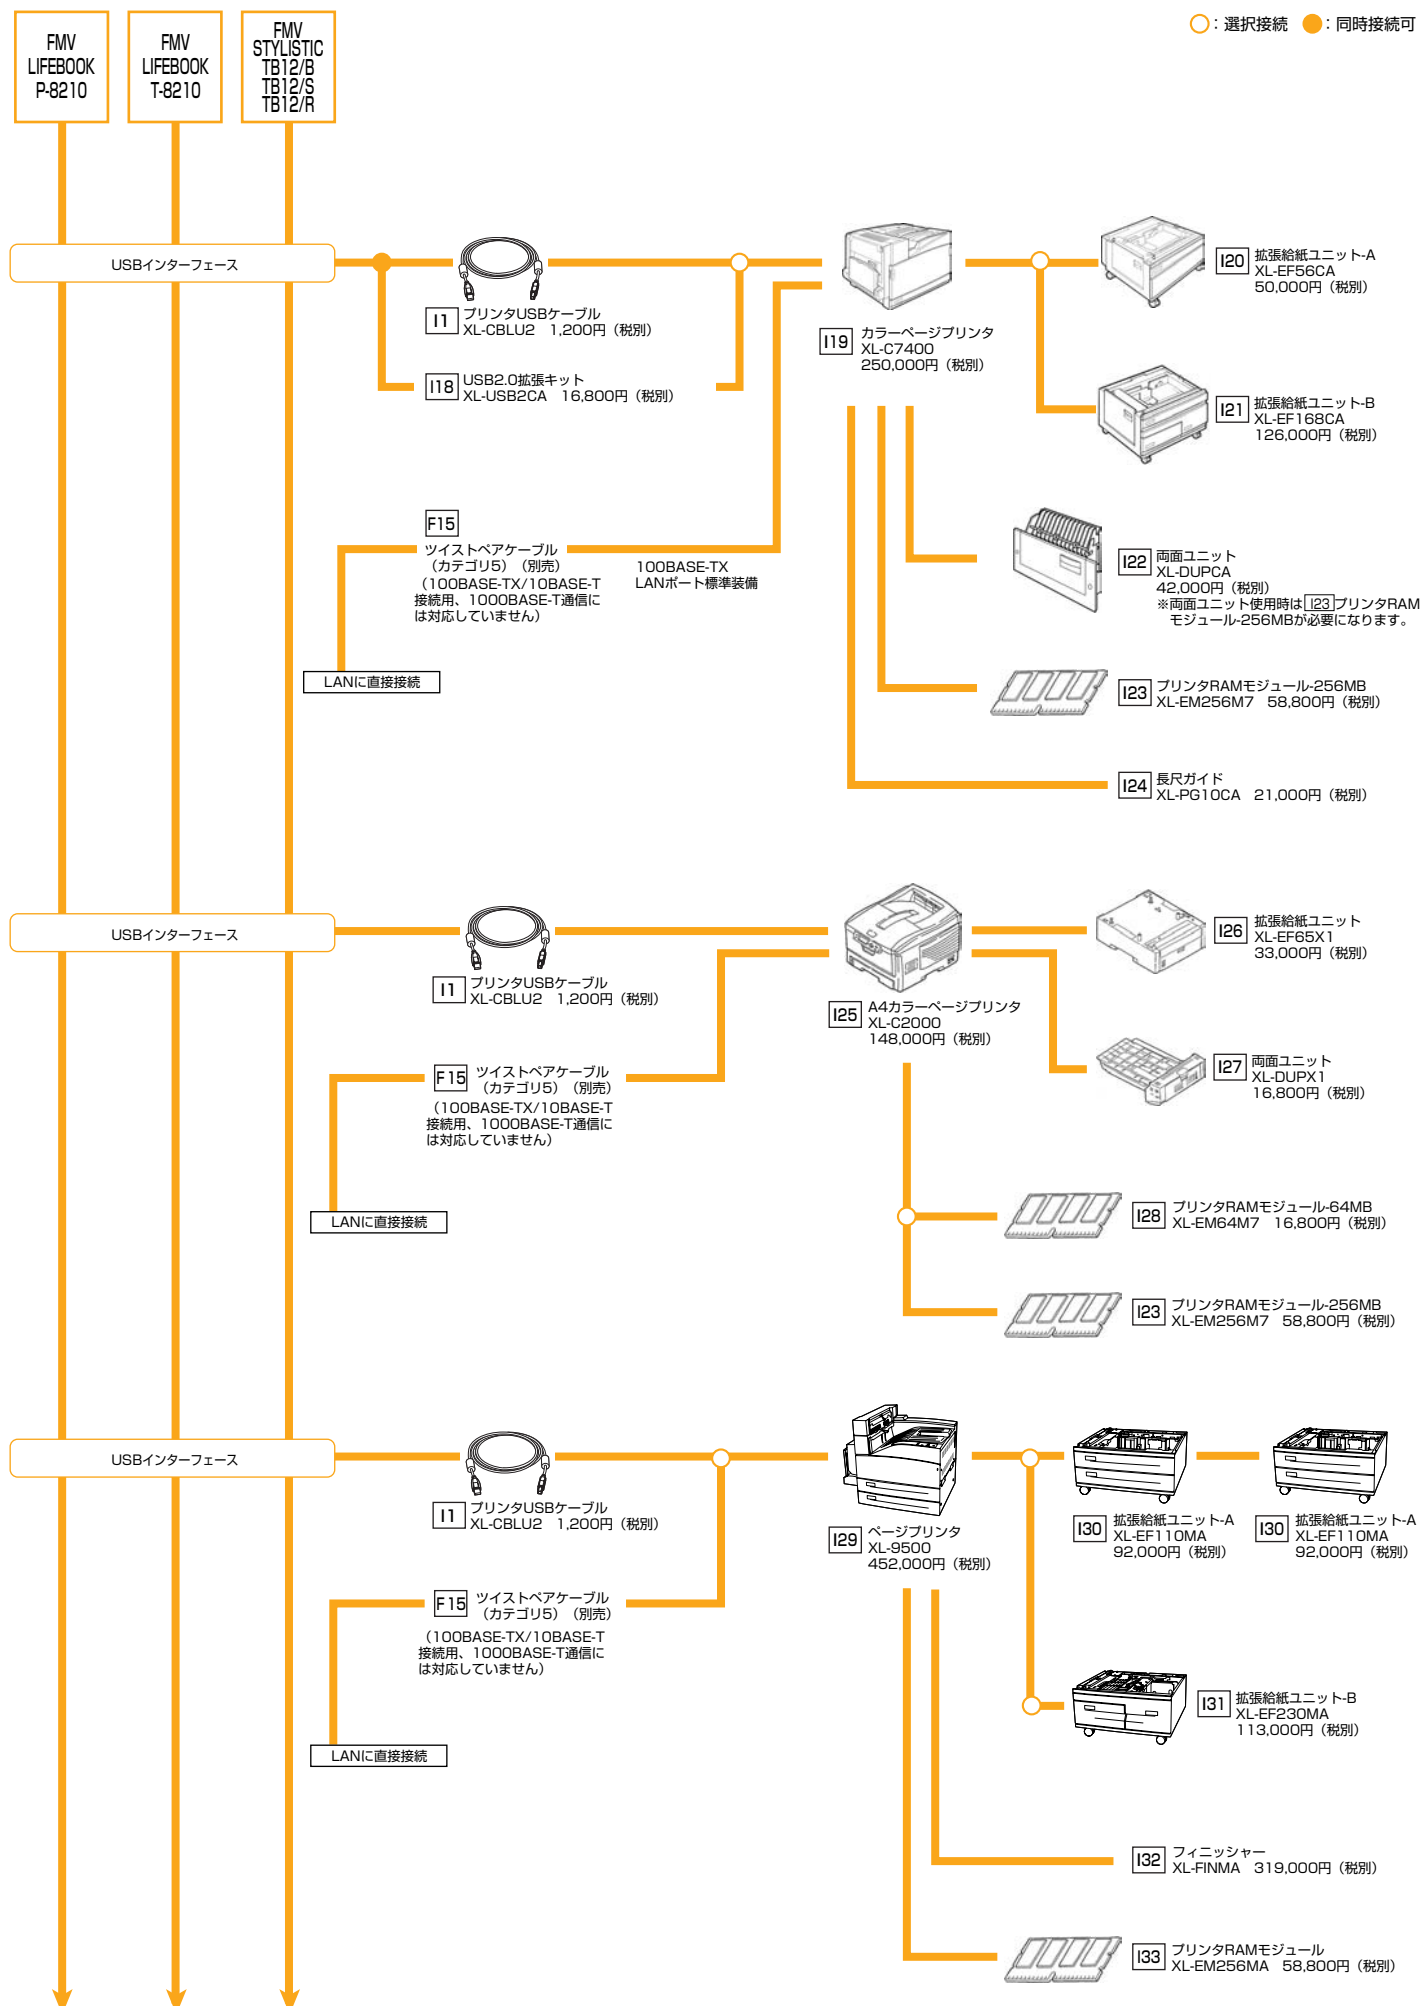 ○：選択接続　●：同時接続可
FMV
LIFEBOOK
P-8210
FMV
LIFEBOOK
T-8210
FMV
STYLISTIC
TB12/B
TB12/S
TB12/R
USBインターフェース
I1 プリンタUSBケーブル
XL-CBLU2　1,200円（税別）
I18 USB2.0拡張キット
XL-USB2CA　16,800円（税別）
I19 カラーページプリンタ
XL-C7400
250,000円（税別）
I20 拡張給紙ユニット-A
XL-EF56CA
50,000円（税別）
I21 拡張給紙ユニット-B
XL-EF168CA
126,000円（税別）
F15
ツイストペアケーブル
（カテゴリ5）（別売）
（100BASE-TX/10BASE-T
接続用、1000BASE-T通信に
は対応していません）
100BASE-TX
LANポート標準装備
LANに直接接続
I22 両面ユニット
XL-DUPCA
42,000円（税別）
※両面ユニット使用時はI23プリンタRAM
モジュール-256MBが必要になります。
I23 プリンタRAMモジュール-256MB
XL-EM256M7　58,800円（税別）
I24 長尺ガイド
XL-PG10CA　21,000円（税別）
USBインターフェース
I1 プリンタUSBケーブル
XL-CBLU2　1,200円（税別）
I25 A4カラーページプリンタ
XL-C2000
148,000円（税別）
I26 拡張給紙ユニット
XL-EF65X1
33,000円（税別）
I27 両面ユニット
XL-DUPX1
16,800円（税別）
F15 ツイストペアケーブル
（カテゴリ5）（別売）
（100BASE-TX/10BASE-T
接続用、1000BASE-T通信に
は対応していません）
LANに直接接続
I28 プリンタRAMモジュール-64MB
XL-EM64M7　16,800円（税別）
I23 プリンタRAMモジュール-256MB
XL-EM256M7　58,800円（税別）
USBインターフェース
I1 プリンタUSBケーブル
XL-CBLU2　1,200円（税別）
I29 ページプリンタ
XL-9500
452,000円（税別）
I30 拡張給紙ユニット-A
XL-EF110MA
92,000円（税別）
I30 拡張給紙ユニット-A
XL-EF110MA
92,000円（税別）
F15 ツイストペアケーブル
（カテゴリ5）（別売）
（100BASE-TX/10BASE-T
接続用、1000BASE-T通信に
は対応していません）
LANに直接接続
I31 拡張給紙ユニット-B
XL-EF230MA
113,000円（税別）
I32 フィニッシャー
XL-FINMA　319,000円（税別）
I33 プリンタRAMモジュール
XL-EM256MA　58,800円（税別）